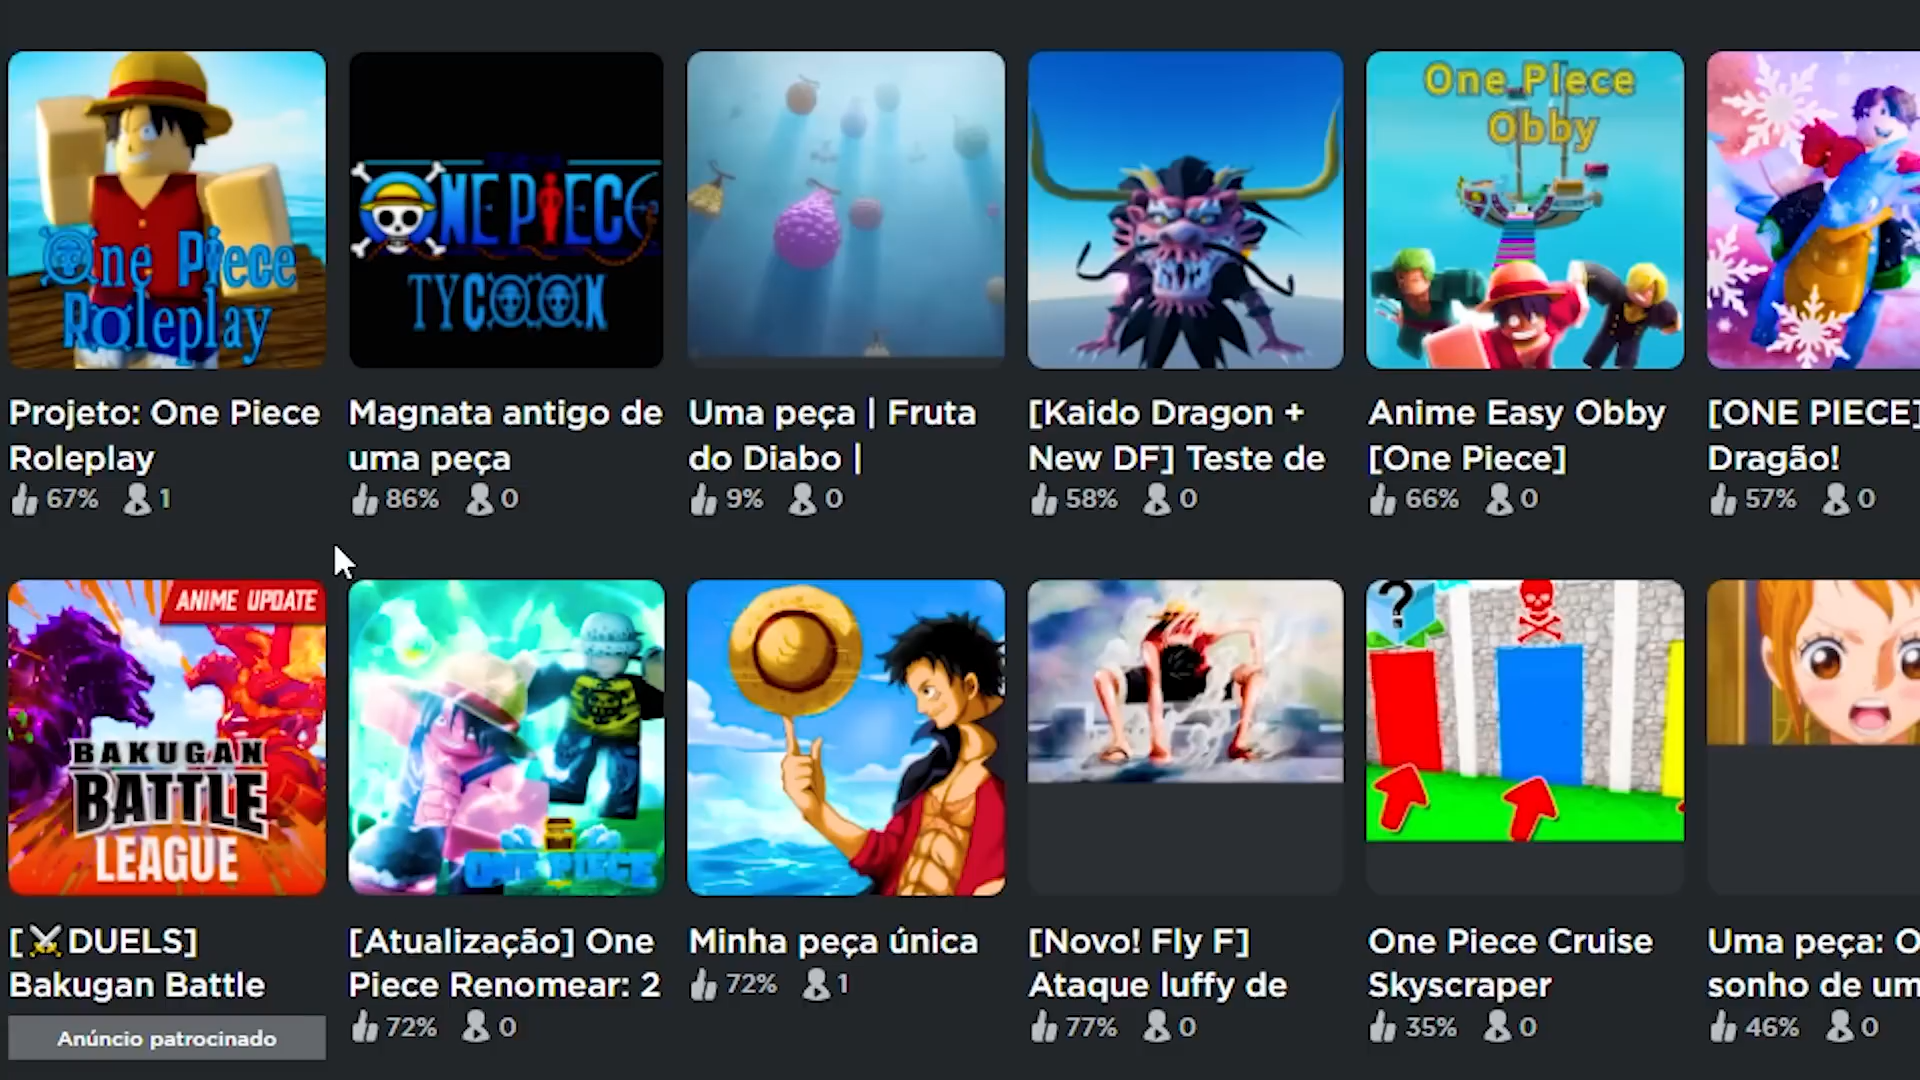 One Piece
Roleplay
ONE PIECE
TYCOON
One Piece
Obby
Projeto: One Piece
Roleplay
67% 1
Magnata antigo de
uma peça
86% 0
Uma peça | Fruta
do Diabo |
9% 0
[Kaido Dragon +
New DF] Teste de
58% 0
Anime Easy Obby
[One Piece]
66% 0
[ONE PIECE]
Dragão!
57% 0
ANIME UPDATE
BAKUGAN
BATTLE
LEAGUE
ONE PIECE
?
[⚔DUELS]
Bakugan Battle
Anúncio patrocinado
[Atualização] One
Piece Renomear: 2
72% 0
Minha peça única
72% 1
[Novo! Fly F]
Ataque luffy de
77% 0
One Piece Cruise
Skyscraper
35% 0
Uma peça: O
sonho de um
46% 0